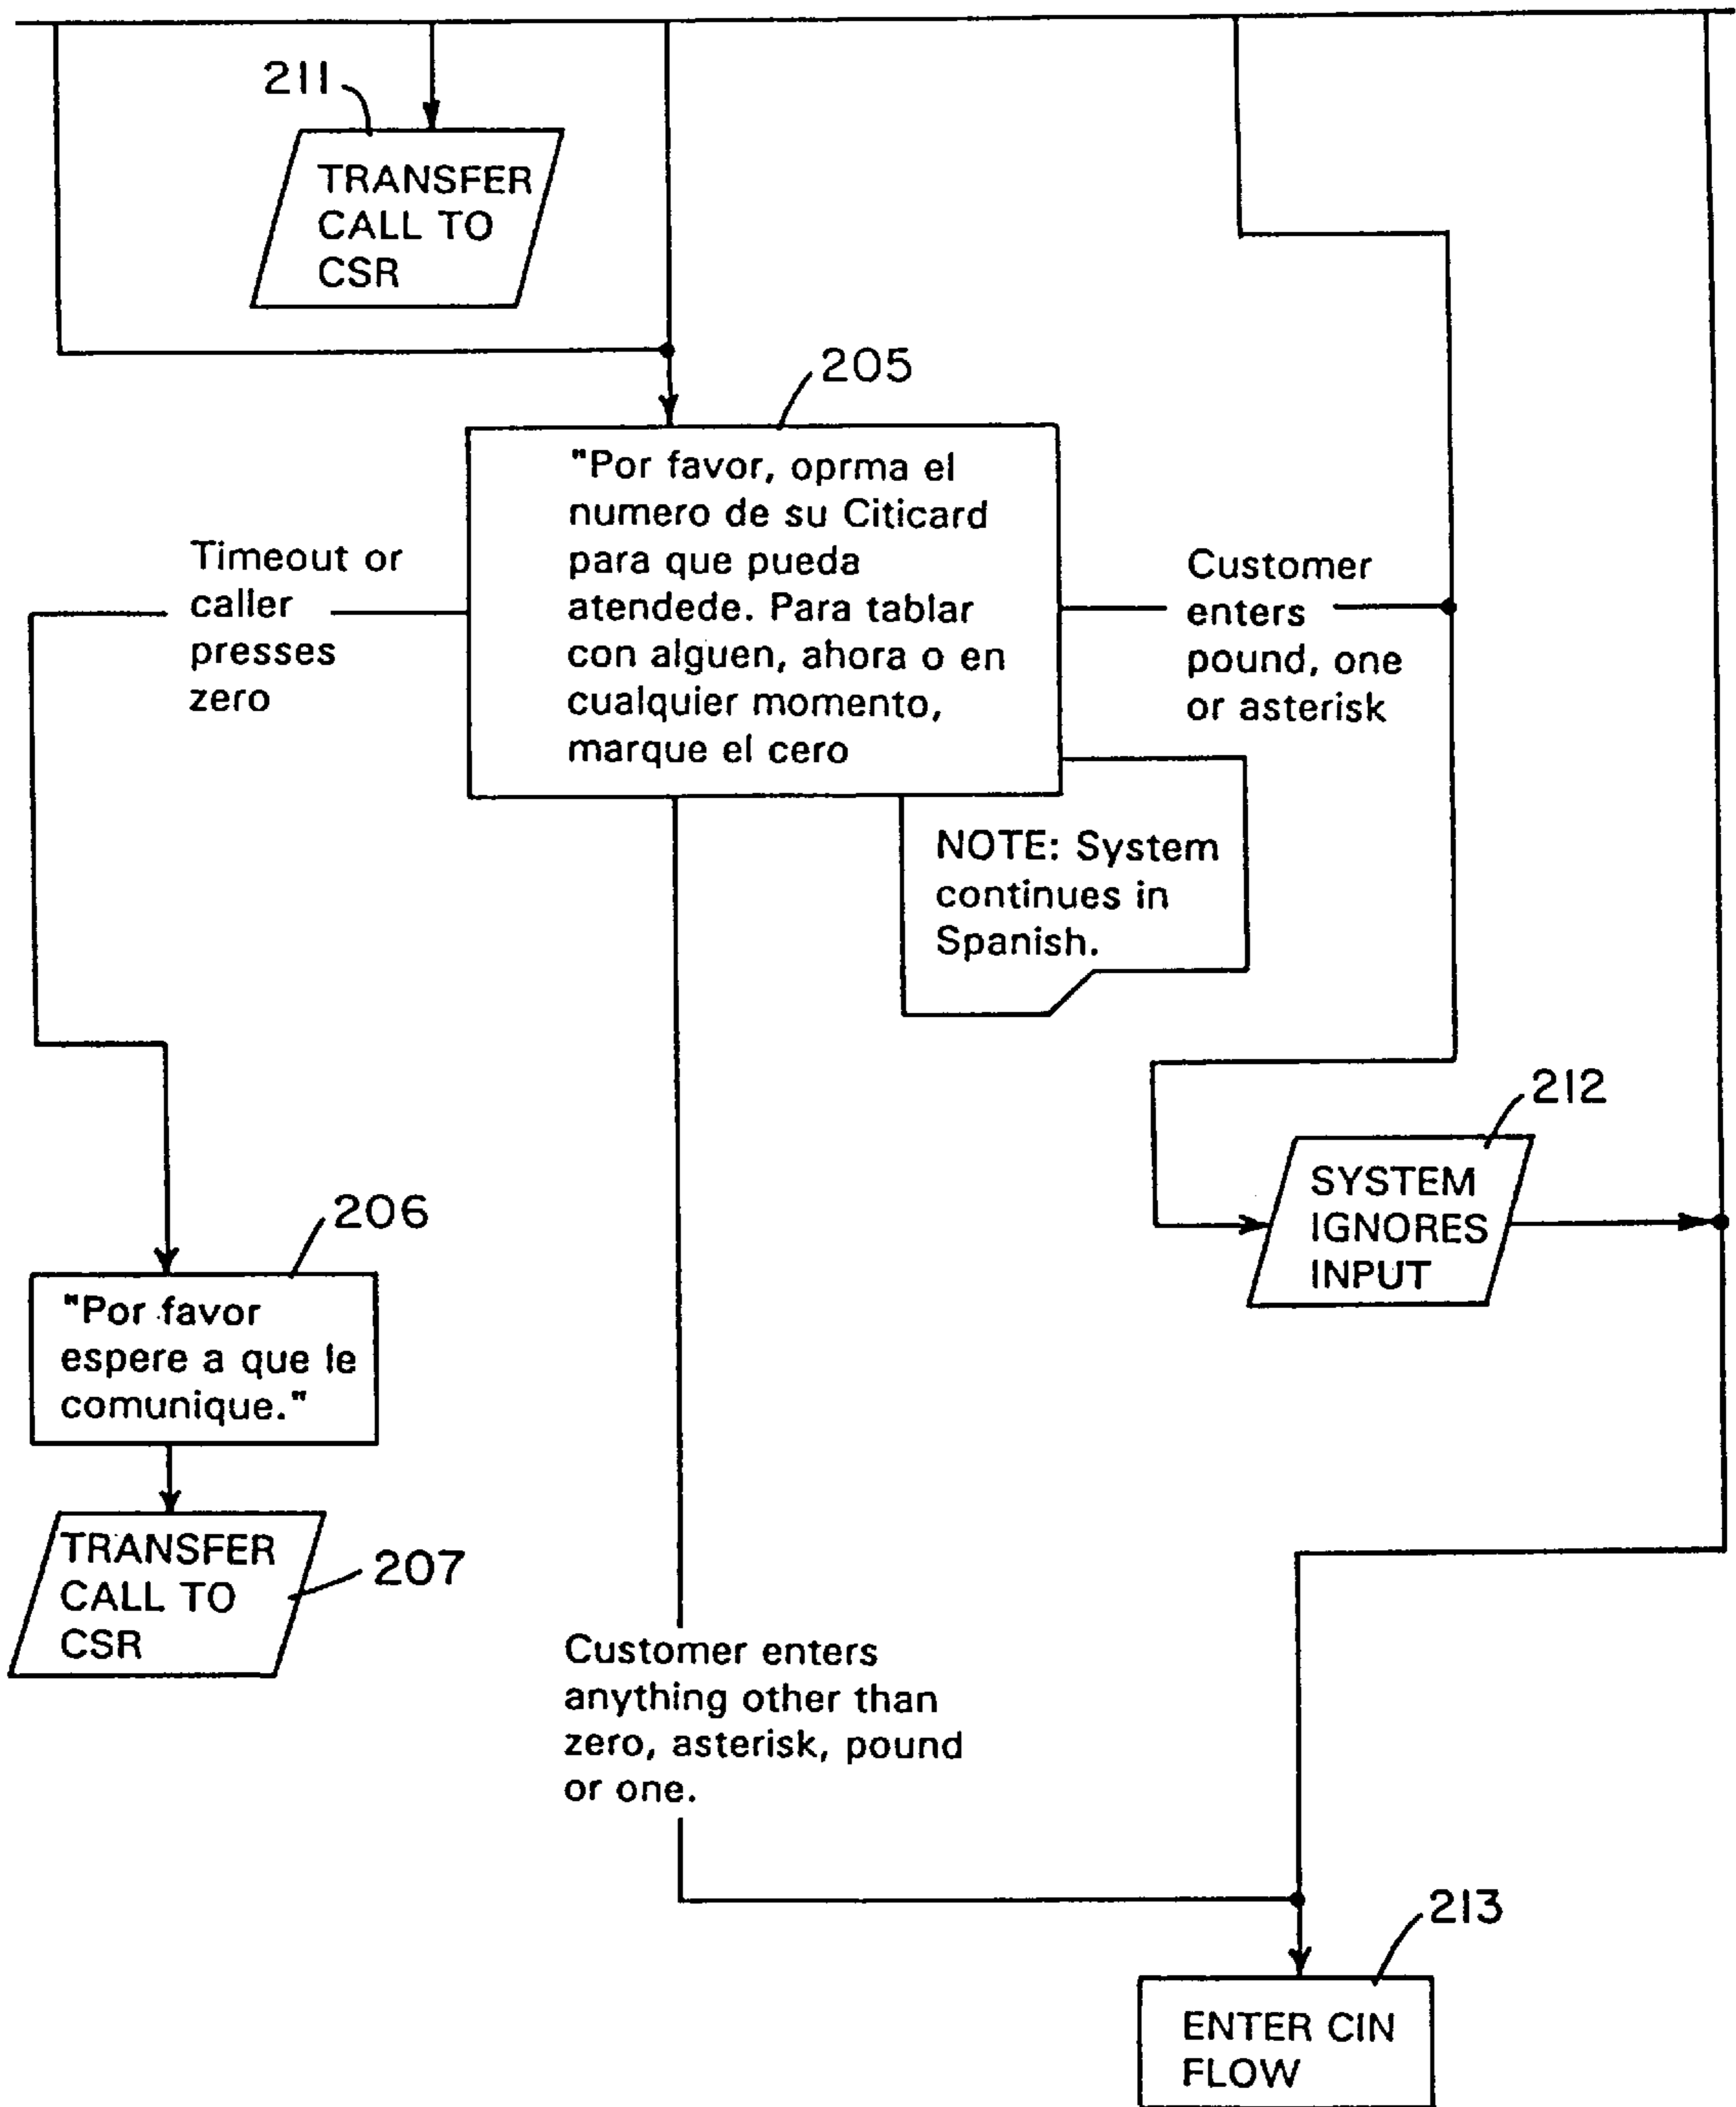 211
TRANSFER
CALL TO
CSR
205
"Por favor, oprma el
numero de su Citicard
para que pueda
atendede. Para tablar
con alguen, ahora o en
cualquier momento,
marque el cero
Timeout or
caller
presses
zero
Customer
enters
pound, one
or asterisk
NOTE: System
continues in
Spanish.
212
SYSTEM
IGNORES
INPUT
206
"Por favor
espere a que le
comunique."
TRANSFER
CALL TO
CSR
207
Customer enters
anything other than
zero, asterisk, pound
or one.
213
ENTER CIN
FLOW